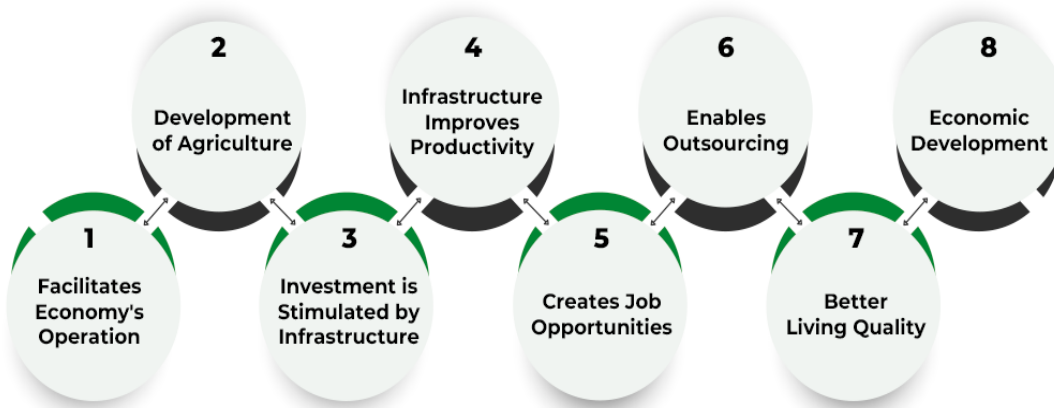 1
Facilitates
Economy's
Operation
2
Development
of Agriculture
3
Investment is
Stimulated by
Infrastructure
4
Infrastructure
Improves
Productivity
5
Creates Job
Opportunities
6
Enables
Outsourcing
7
Better
Living Quality
8
Economic
Development